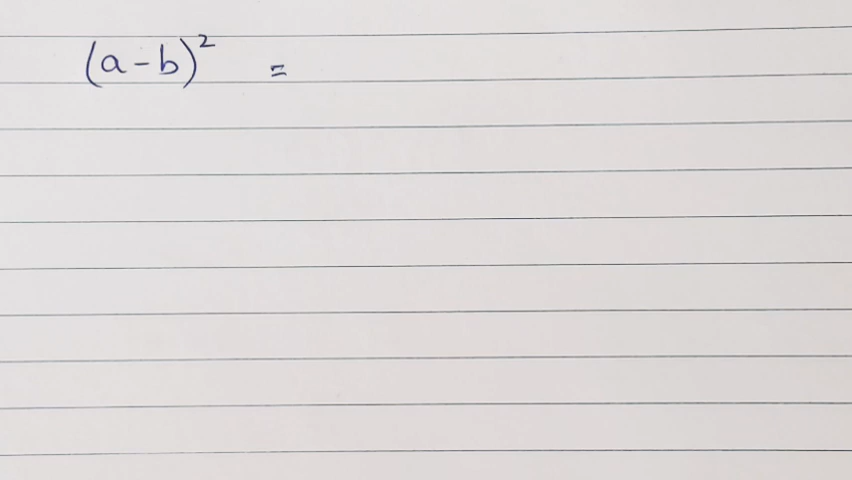 (a-b)² =